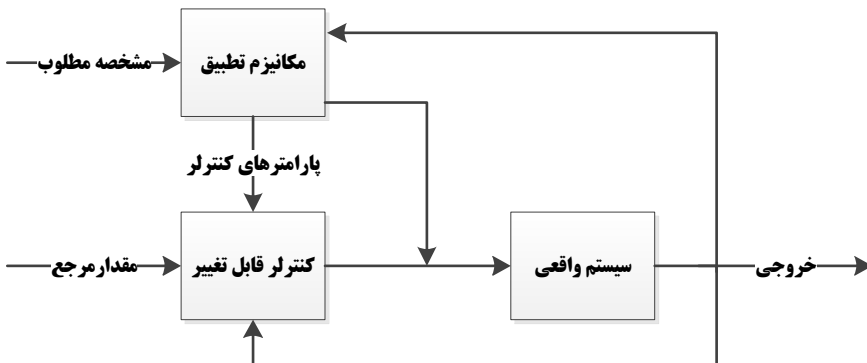 مشخصه مطلوب
مکانیزم تطبیق
پارامترهای کنترلر
مقدارمرجع
کنترلر قابل تغییر
سیستم واقعی
خروجی